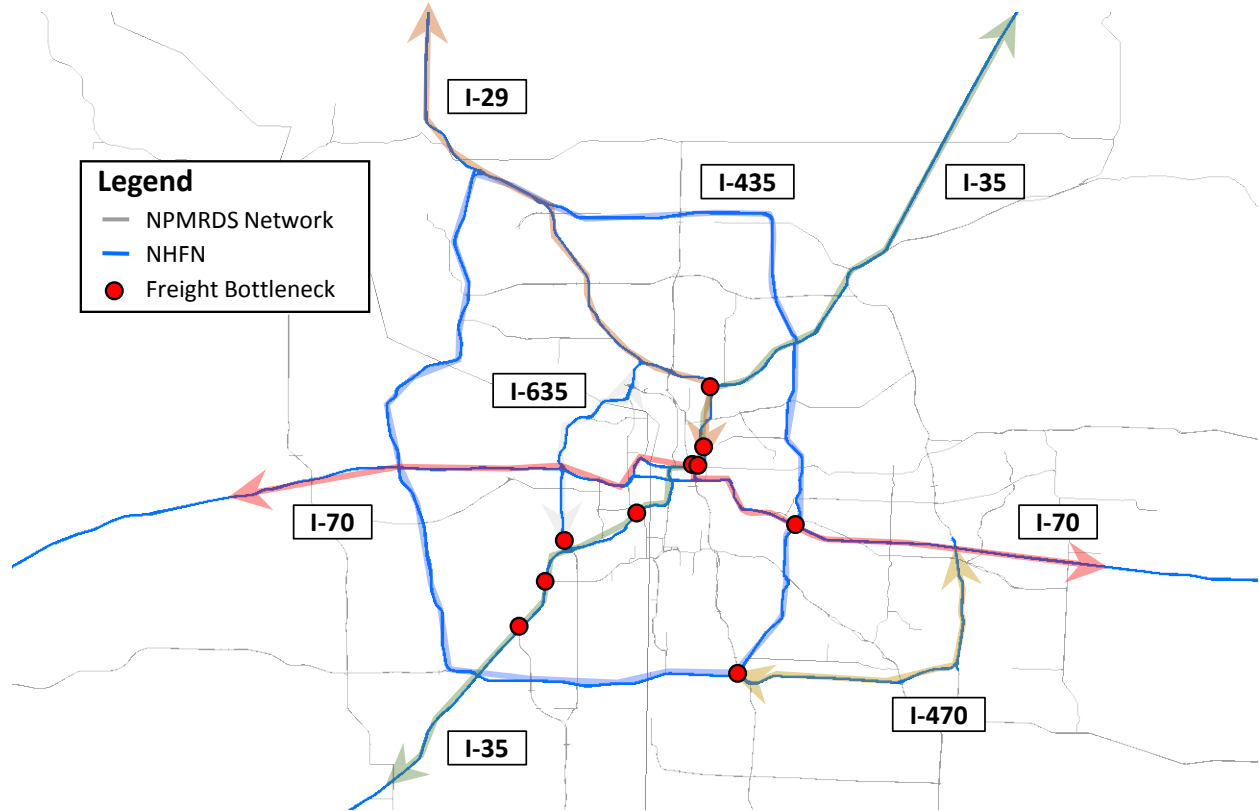 I-29
Legend
NPMRDS Network
NHFN
Freight Bottleneck
I-435
I-35
I-635
I-70
I-70
I-470
I-35